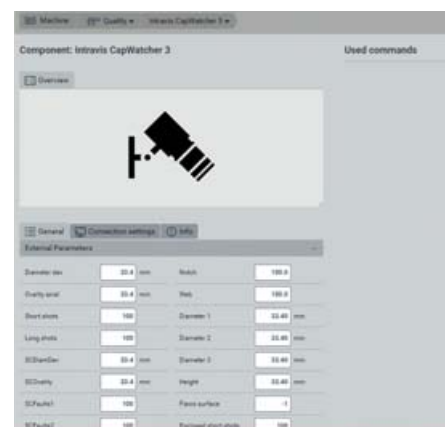 Machine Quality Intravis CapWatcher 3
Component: Intravis CapWatcher 3 Used commands
Overview
General Connection settings Info
External Parameters
Diameter dev 33.4 mm Notch 100.0
Ovality axial 33.4 mm Web 100.0
Short shots 100 Diameter 1 33.40 mm
Long shots 100 Diameter 2 33.40 mm
SCDiamDev 33.4 mm Diameter 3 33.40 mm
SCOvality 33.4 mm Height 33.40 mm
SCFaults1 100 surface -1
SCFaults2 100 short shots 100